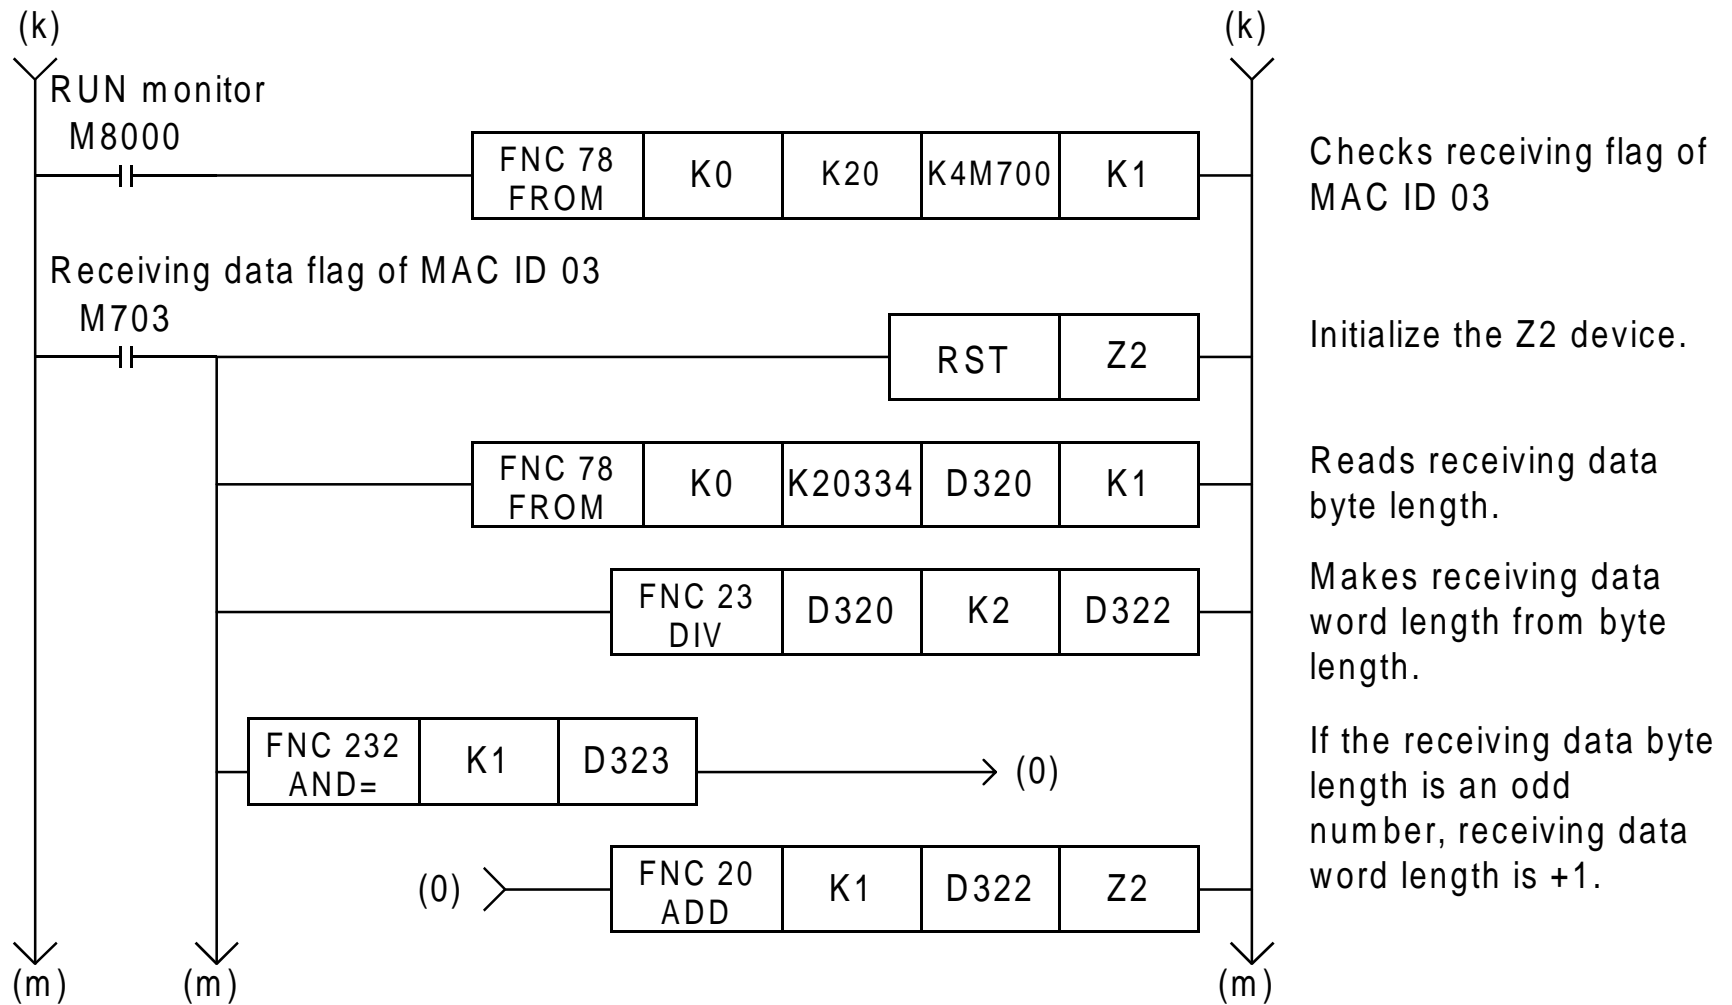 (k) (k)
RUN monitor
M8000
FNC 78
FROM
K0 K20 K4M700 K1
Checks receiving flag of
MAC ID 03
Receiving data flag of MAC ID 03
M703
RST Z2
Initialize the Z2 device.
FNC 78
FROM
K0 K20334 D320 K1
Reads receiving data
byte length.
FNC 23
DIV
D320 K2 D322
Makes receiving data
word length from byte
length.
FNC 232
AND=
K1 D323
(0)
If the receiving data byte
length is an odd
number, receiving data
word length is +1.
(0)
FNC 20
ADD
K1 D322 Z2
(m) (m) (m)